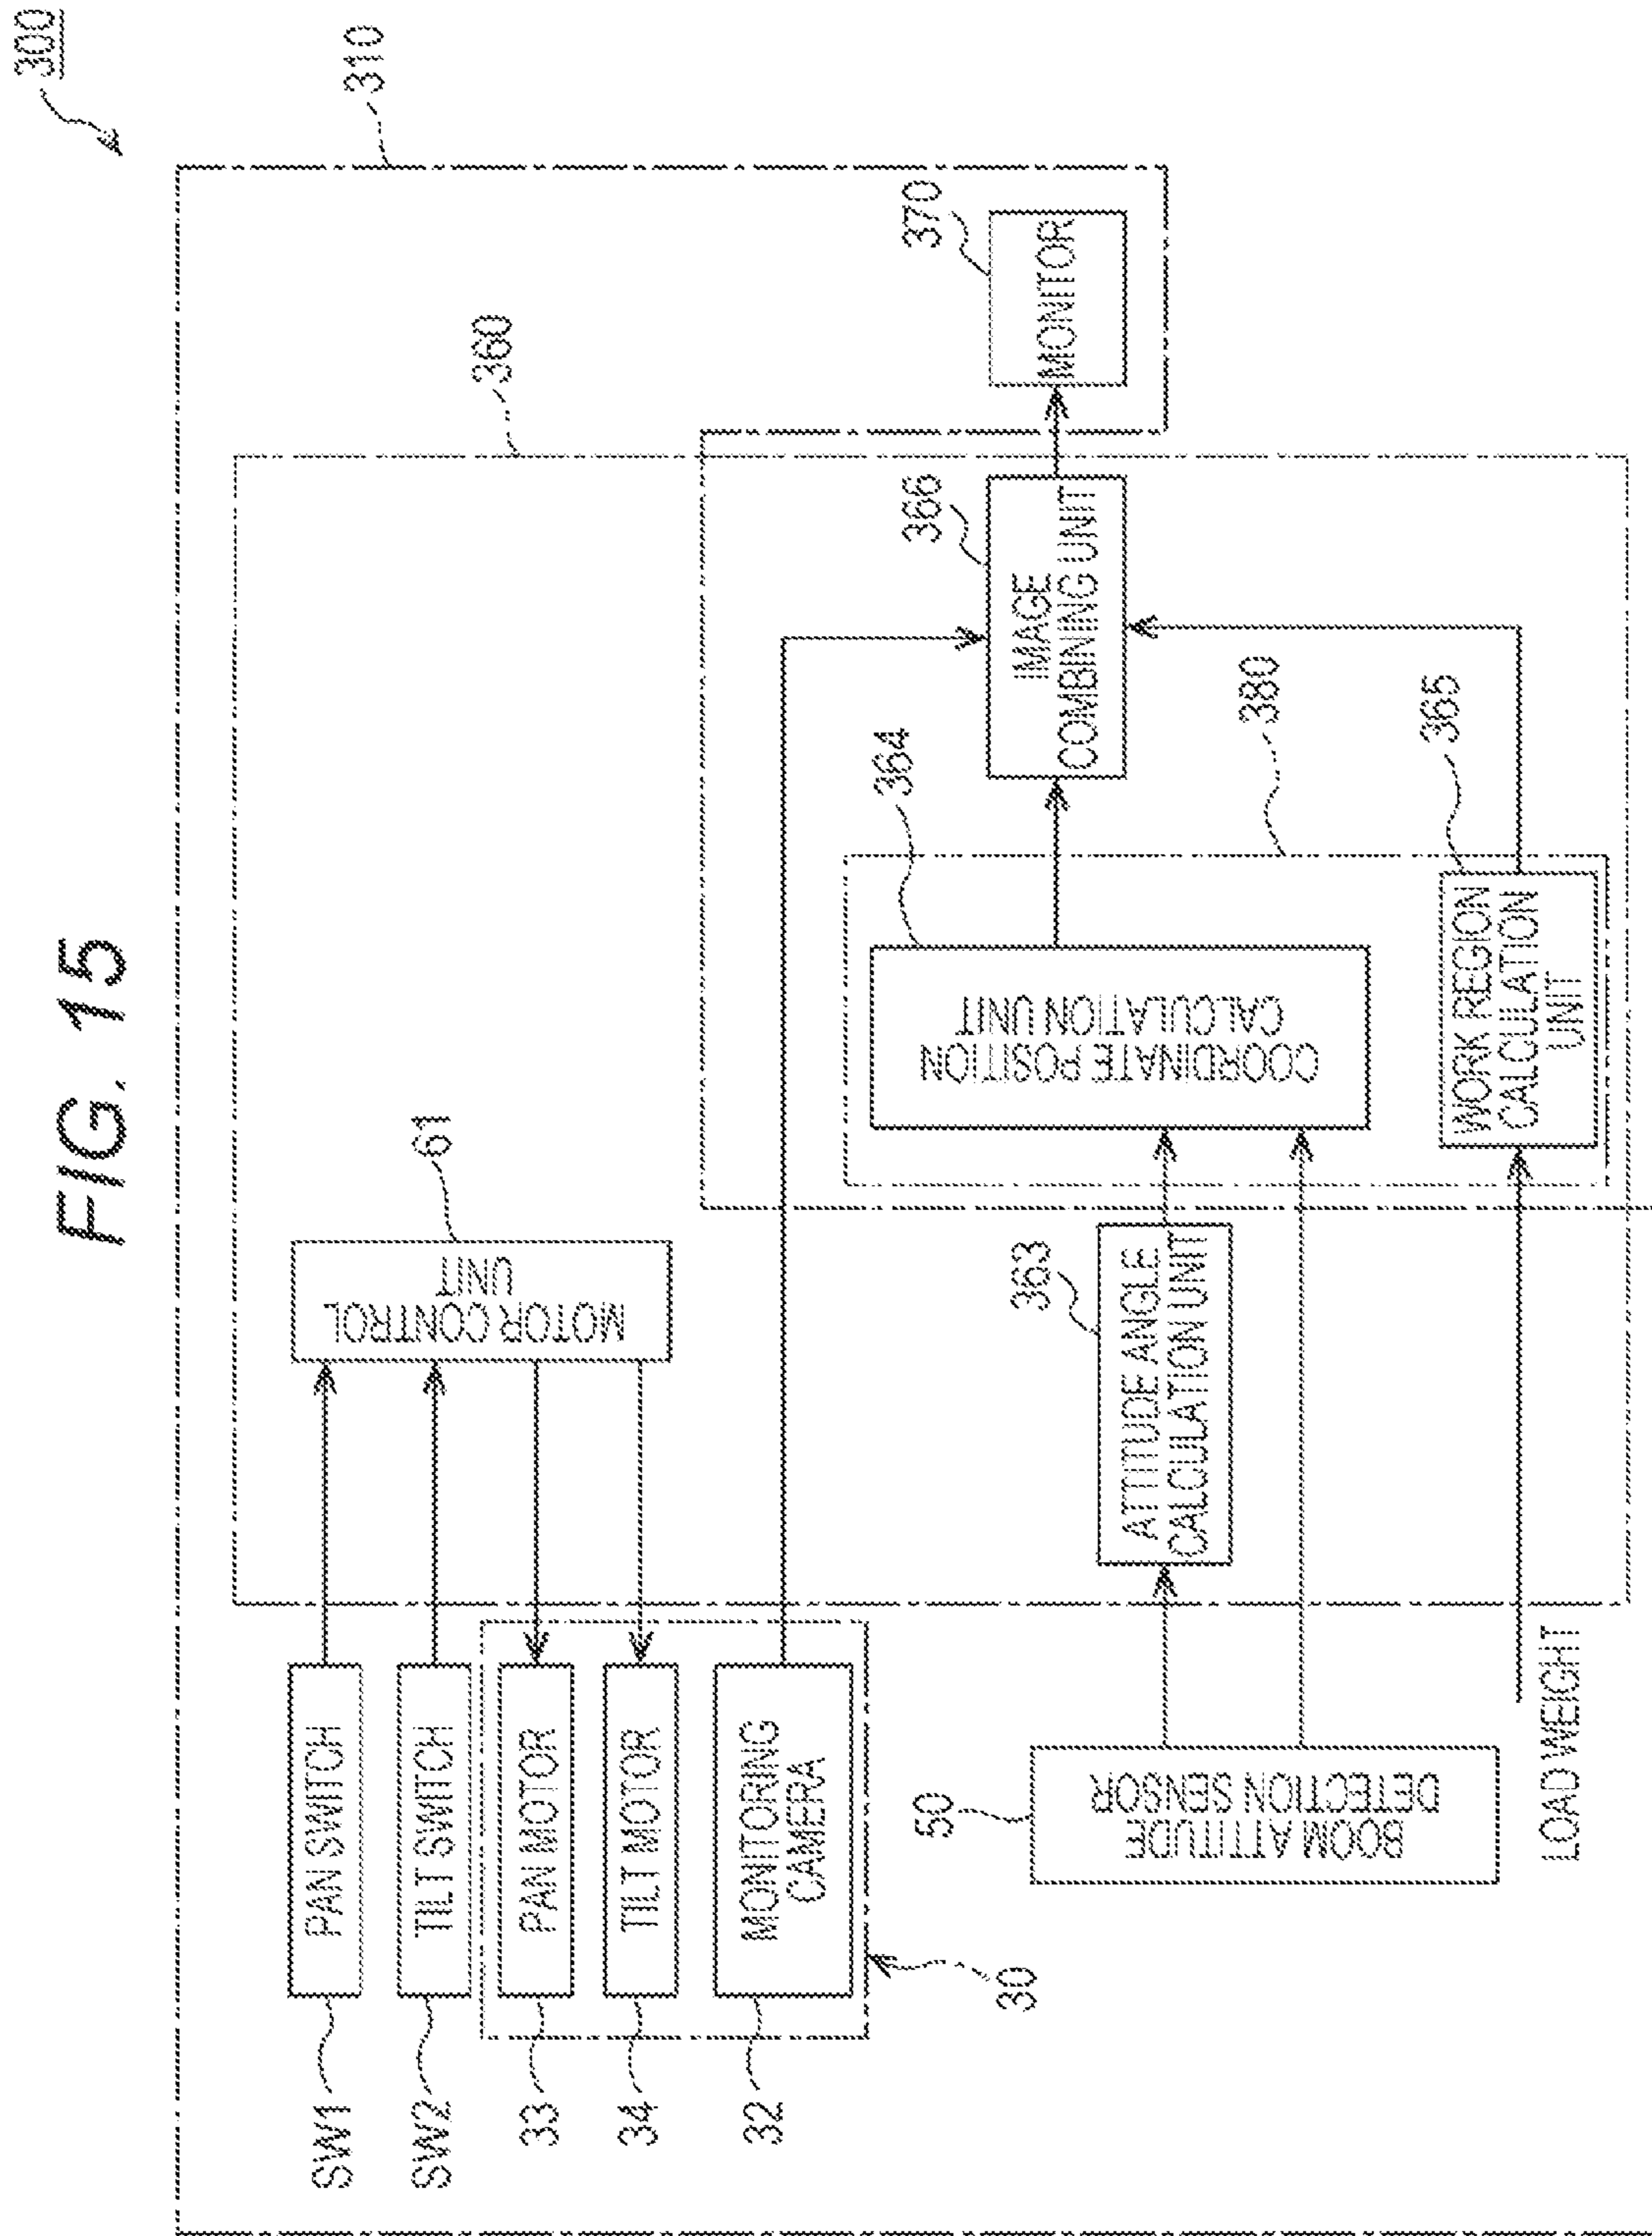 FIG. 15
300
310
360
SW1
PAN SWITCH
SW2
TILT SWITCH
33
PAN MOTOR
34
TILT MOTOR
32
MONITORING
CAMERA
30
MOTOR CONTROL
UNIT
61
50
BOOM ATTITUDE
DETECTION SENSOR
LOAD WEIGHT
363
ATTITUDE ANGLE
CALCULATION UNIT
364
COORDINATE POSITION
CALCULATION UNIT
380
365
WORK REGION
CALCULATION
UNIT
366
IMAGE
COMBINING UNIT
370
MONITOR